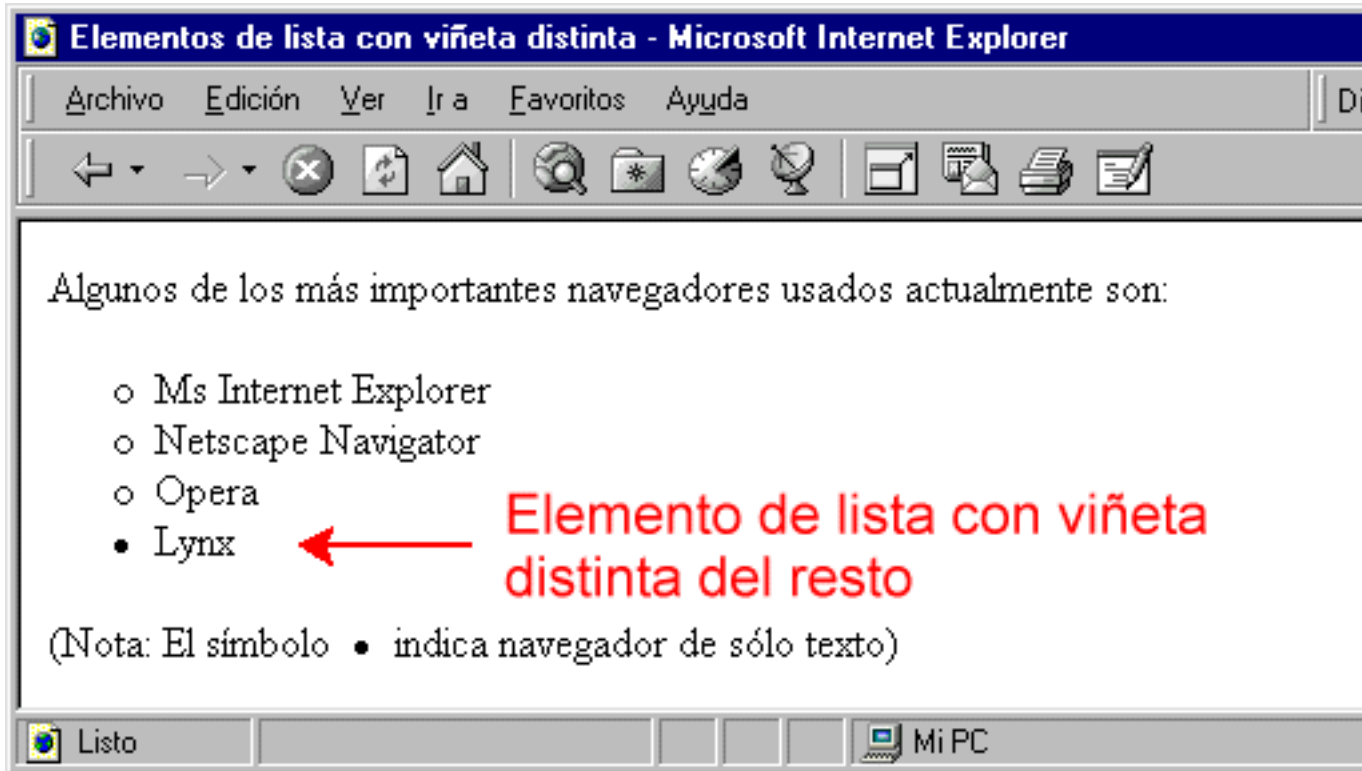 Elementos de lista con viñeta distinta - Microsoft Internet Explorer
Archivo Edición Ver Ir a Favoritos Ayuda Di
Algunos de los más importantes navegadores usados actualmente son:
○ Ms Internet Explorer
○ Netscape Navigator
○ Opera
● Lynx
Elemento de lista con viñeta
distinta del resto
(Nota: El símbolo ● indica navegador de sólo texto)
Listo Mi PC